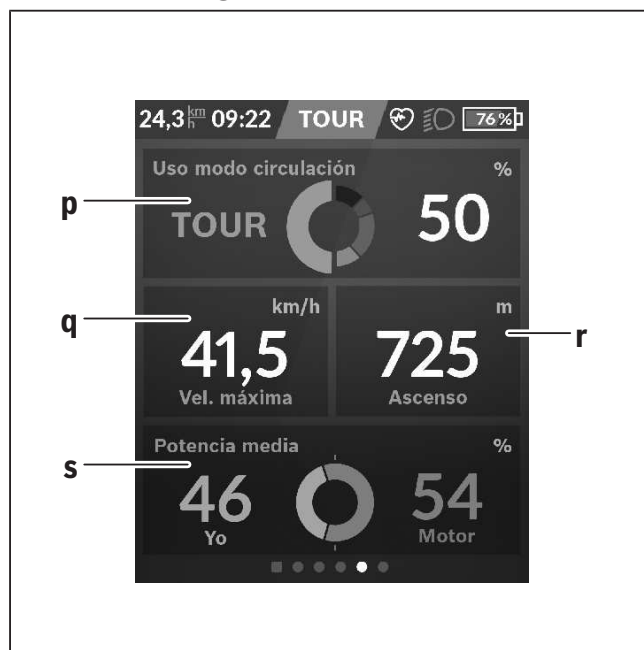 24,3 km/h 09:22 TOUR 76 %
Uso modo circulación %
p
TOUR 50
q
km/h
41,5
Vel. máxima
m
725
Ascenso
r
Potencia media %
s
46 54
Yo Motor